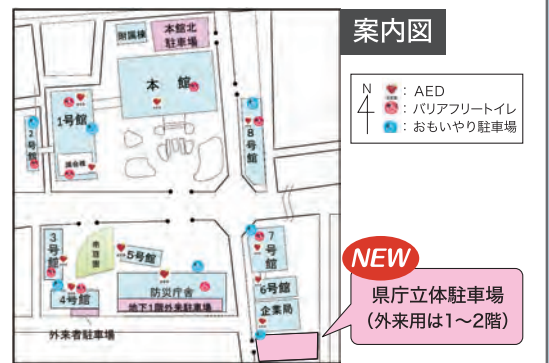 案内図
附属棟
本館北
駐車場
本館
1号館
2号館
議会棟
8号館
N
: AED
: バリアフリートイレ
: おもいやり駐車場
3号館
県庁前
5号館
4号館
防災庁舎
地下1階外来駐車場
外来者駐車場
7号館
6号館
企業局
NEW
県庁立体駐車場
(外来用は1〜2階)